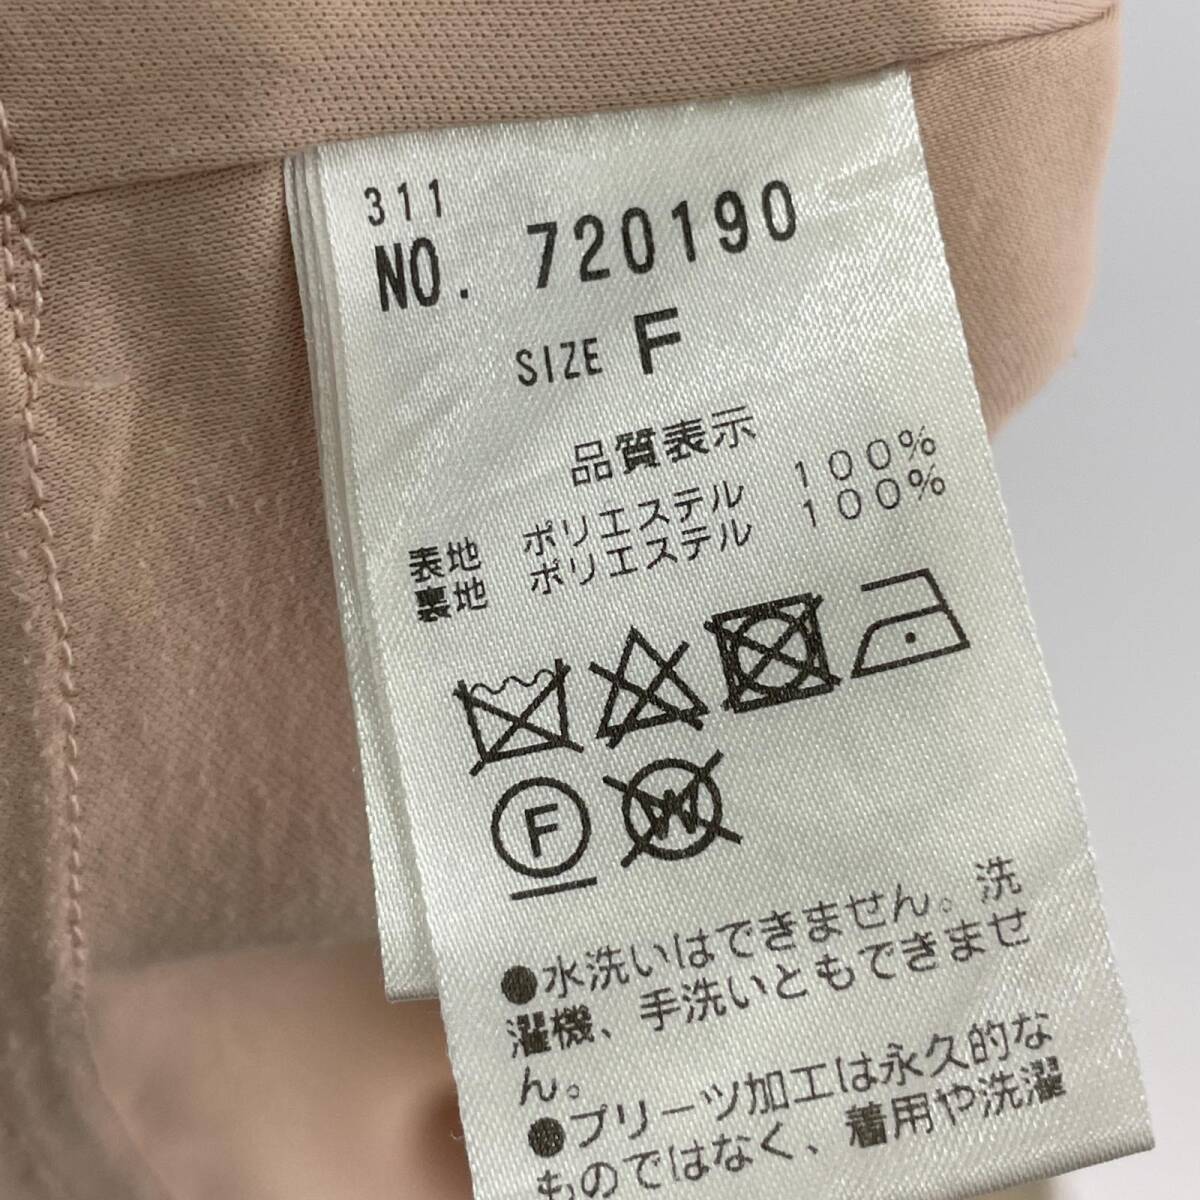 311
NO. 720190
SIZE F
品質表示
表地 ポリエステル 100%
裏地 ポリエステル 100%
F W
●水洗いはできません。洗
濯機、手洗いともできませ
ん。
●プリーツ加工は永久的な
ものではなく、着用や洗濯